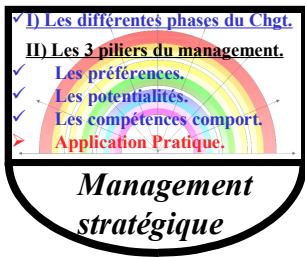 ✓I) Les différentes phases du Chgt.
II) Les 3 piliers du management.
✓ Les préférences.
✓ Les potentialités.
✓ Les compétences comport.
➢ Application Pratique.
Management
stratégique